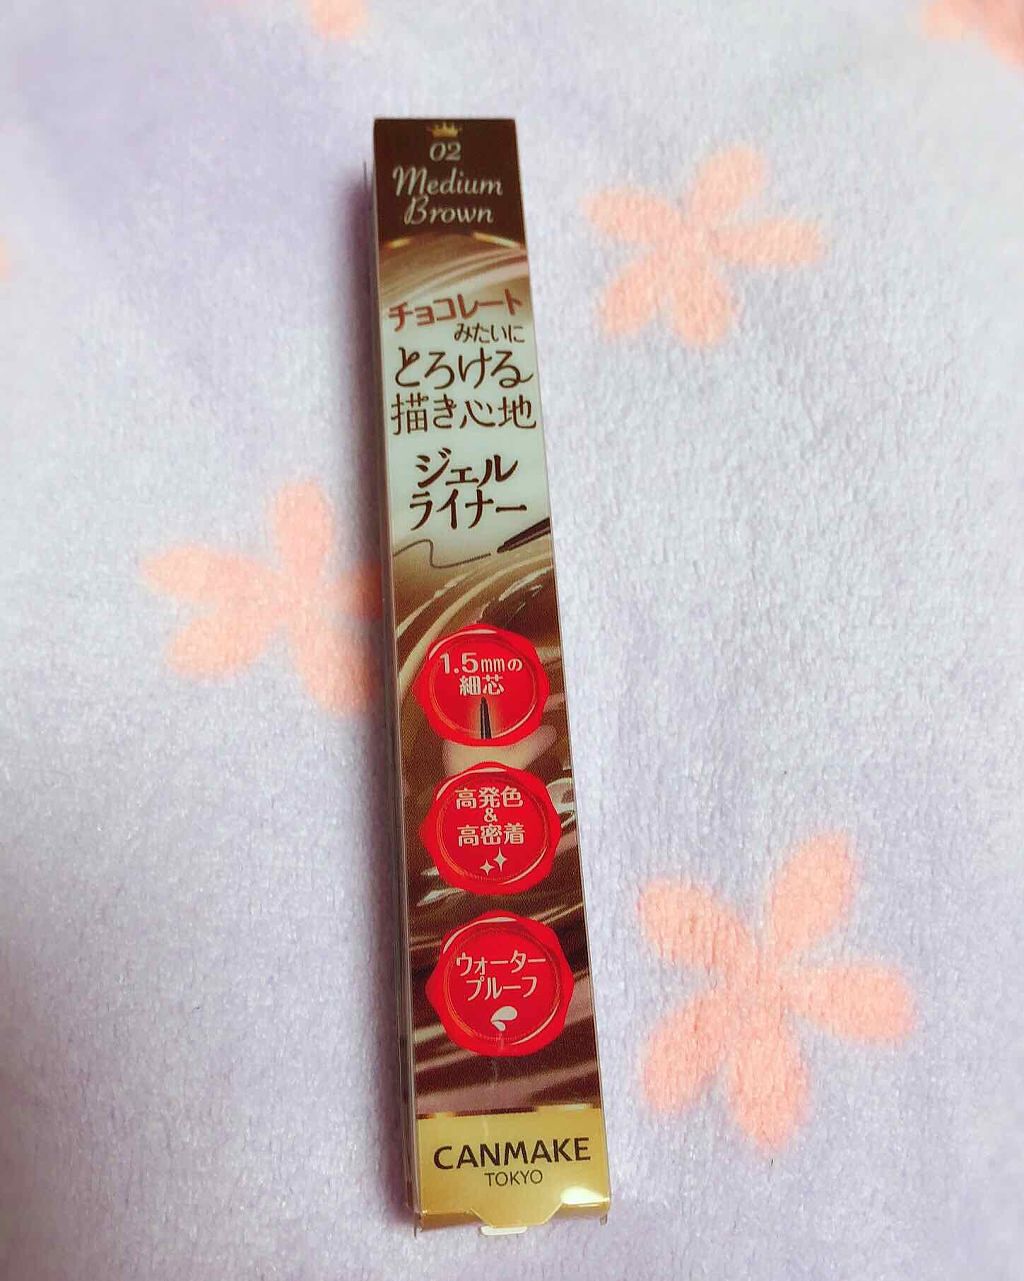 02
Medium
Brown
チョコレート
みたいに
とろける
描き心地
ジェル
ライナー
1.5mmの
細芯
高発色
&
高密着
ウォーター
プルーフ
CANMAKE
TOKYO